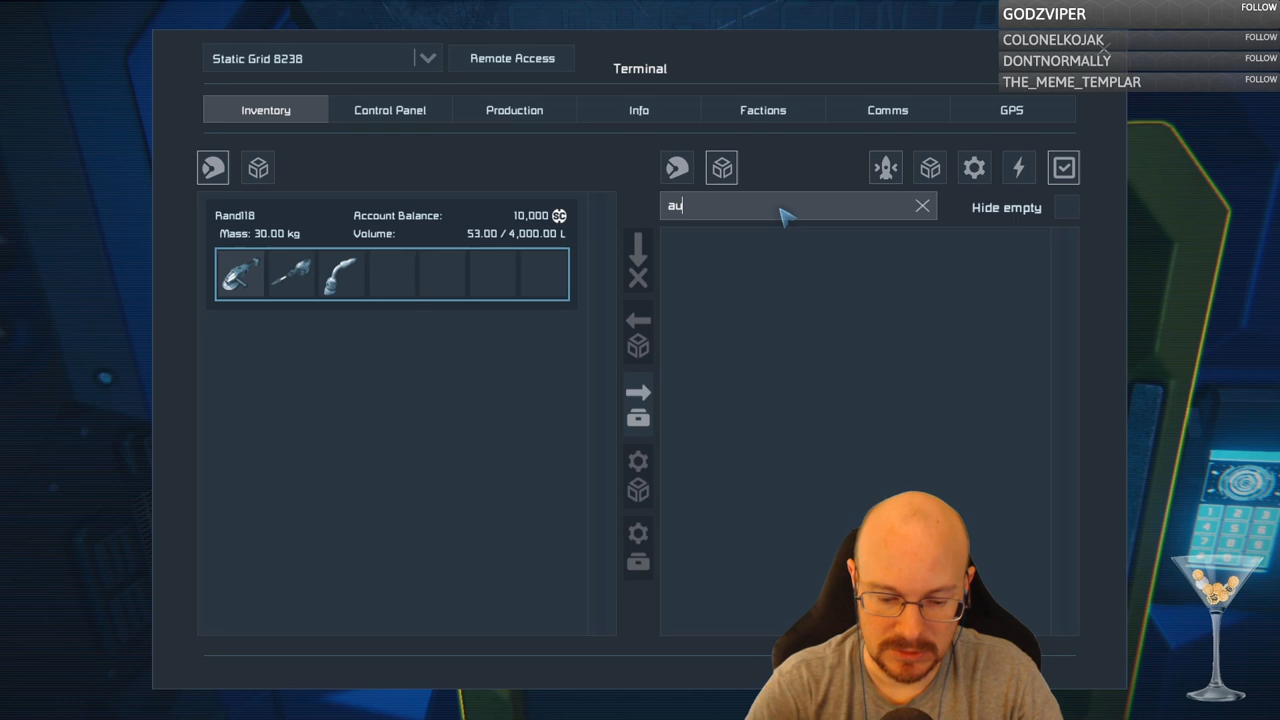 GODZVIPER FOLLOW
COLONELKOJAK FOLLOW
DONTNORMALLY FOLLOW
THE_MEME_TEMPLAR FOLLOW
Static Grid 8238
Remote Access
Terminal
Inventory
Control Panel
Production
Info
Factions
Comms
GPS
au
Hide empty
Rand118
Account Balance: 10,000 SC
Mass: 30.00 kg
Volume: 53.00 / 4,000.00 L